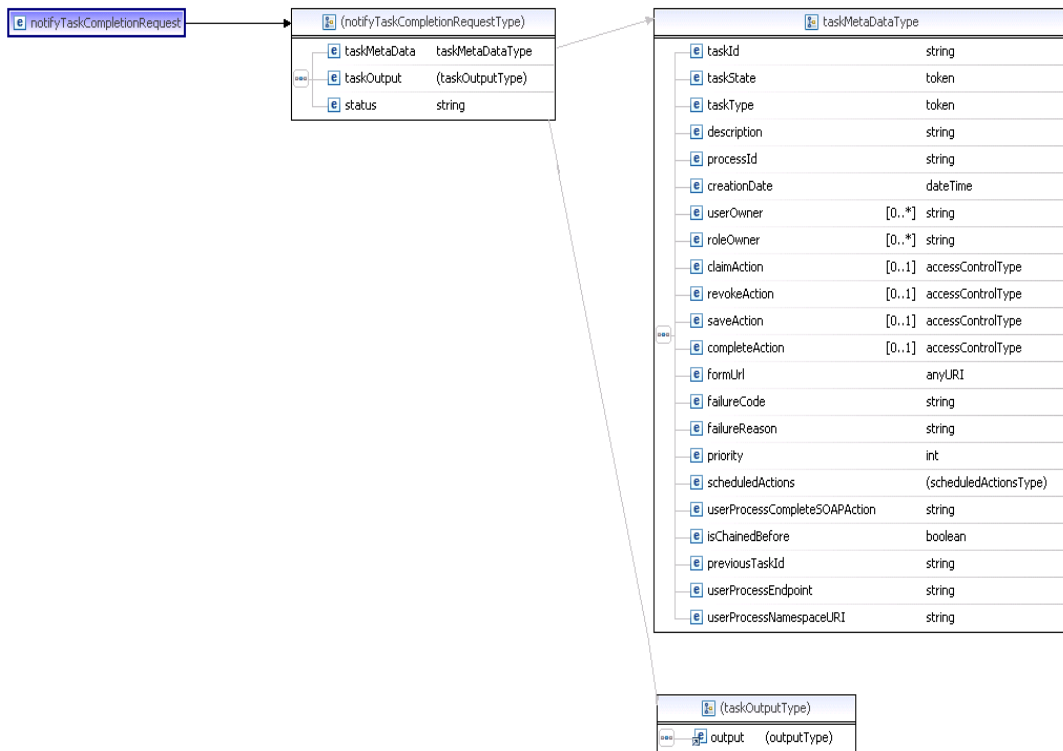 notifyTaskCompletionRequest
(notifyTaskCompletionRequestType)
taskMetaData taskMetaDataType
taskOutput (taskOutputType)
status string
taskMetaDataType
taskId string
taskState token
taskType token
description string
processId string
creationDate dateTime
userOwner [0..*] string
roleOwner [0..*] string
claimAction [0..1] accessControlType
revokeAction [0..1] accessControlType
saveAction [0..1] accessControlType
completeAction [0..1] accessControlType
formUrl anyURI
failureCode string
failureReason string
priority int
scheduledActions (scheduledActionsType)
userProcessCompleteSOAPAction string
isChainedBefore boolean
previousTaskId string
userProcessEndpoint string
userProcessNamespaceURI string
(taskOutputType)
output (outputType)